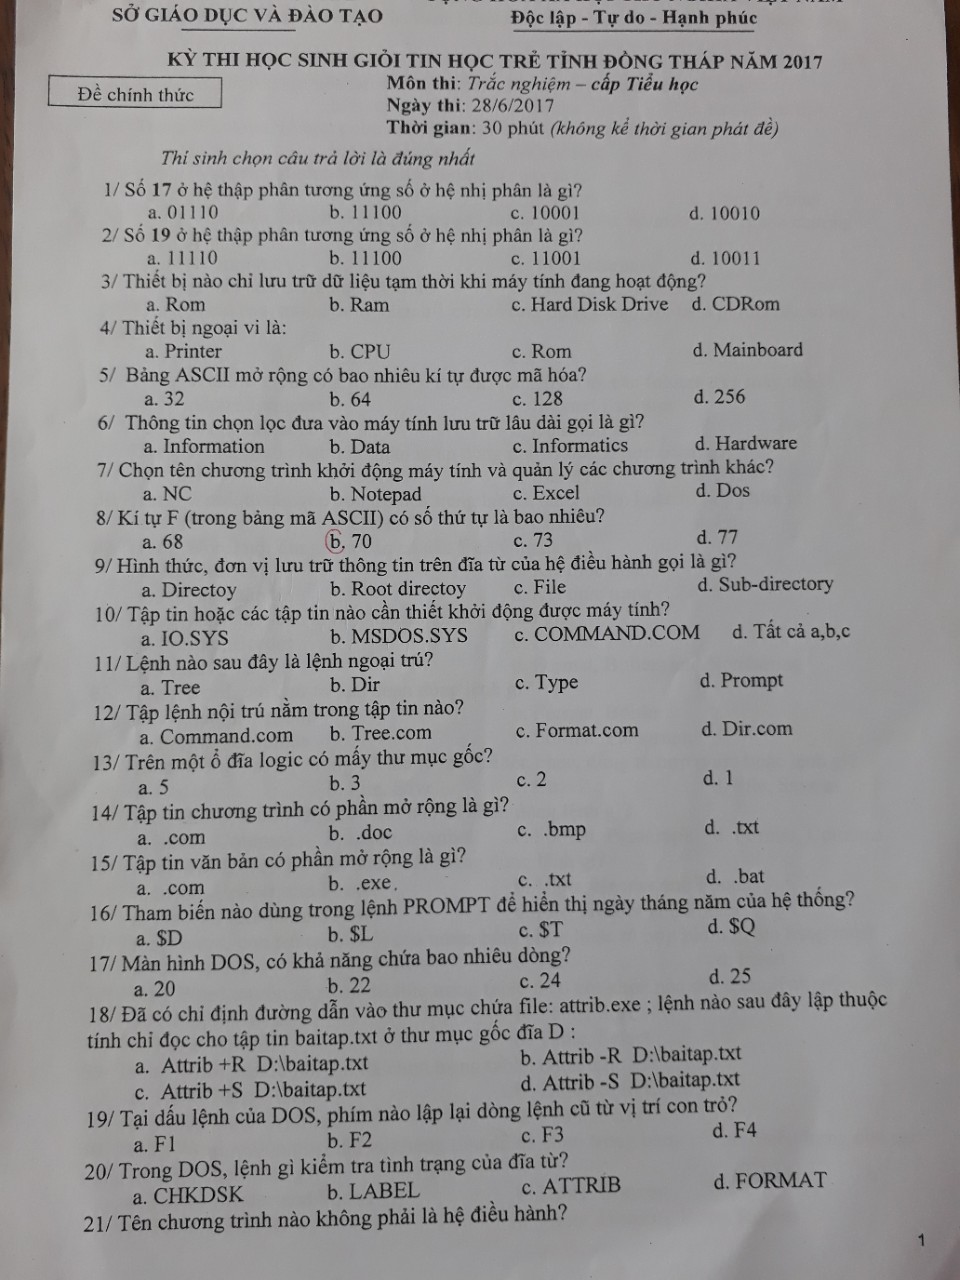 SỞ GIÁO DỤC VÀ ĐÀO TẠO
Độc lập - Tự do - Hạnh phúc
KỲ THI HỌC SINH GIỎI TIN HỌC TRẺ TỈNH ĐỒNG THÁP NĂM 2017
Đề chính thức
Môn thi: Trắc nghiệm – cấp Tiểu học
Ngày thi: 28/6/2017
Thời gian: 30 phút (không kể thời gian phát đề)
Thí sinh chọn câu trả lời là đúng nhất
1/ Số 17 ở hệ thập phân tương ứng số ở hệ nhị phân là gì?
a. 01110 b. 11100 c. 10001 d. 10010
2/ Số 19 ở hệ thập phân tương ứng số ở hệ nhị phân là gì?
a. 11110 b. 11100 c. 11001 d. 10011
3/ Thiết bị nào chỉ lưu trữ dữ liệu tạm thời khi máy tính đang hoạt động?
a. Rom b. Ram c. Hard Disk Drive d. CDRom
4/ Thiết bị ngoại vi là:
a. Printer b. CPU c. Rom d. Mainboard
5/ Bảng ASCII mở rộng có bao nhiêu kí tự được mã hóa?
a. 32 b. 64 c. 128 d. 256
6/ Thông tin chọn lọc đưa vào máy tính lưu trữ lâu dài gọi là gì?
a. Information b. Data c. Informatics d. Hardware
7/ Chọn tên chương trình khởi động máy tính và quản lý các chương trình khác?
a. NC b. Notepad c. Excel d. Dos
8/ Kí tự F (trong bảng mã ASCII) có số thứ tự là bao nhiêu?
a. 68 b. 70 c. 73 d. 77
9/ Hình thức, đơn vị lưu trữ thông tin trên đĩa từ của hệ điều hành gọi là gì?
a. Directoy b. Root directoy c. File d. Sub-directory
10/ Tập tin hoặc các tập tin nào cần thiết khởi động được máy tính?
a. IO.SYS b. MSDOS.SYS c. COMMAND.COM d. Tất cả a,b,c
11/ Lệnh nào sau đây là lệnh ngoại trú?
a. Tree b. Dir c. Type d. Prompt
12/ Tập lệnh nội trú nằm trong tập tin nào?
a. Command.com b. Tree.com c. Format.com d. Dir.com
13/ Trên một ổ đĩa logic có mấy thư mục gốc?
a. 5 b. 3 c. 2 d. 1
14/ Tập tin chương trình có phần mở rộng là gì?
a. .com b. .doc c. .bmp d. .txt
15/ Tập tin văn bản có phần mở rộng là gì?
a. .com b. .exe. c. .txt d. .bat
16/ Tham biến nào dùng trong lệnh PROMPT để hiển thị ngày tháng năm của hệ thống?
a. $D b. $L c. $T d. $Q
17/ Màn hình DOS, có khả năng chứa bao nhiêu dòng?
a. 20 b. 22 c. 24 d. 25
18/ Đã có chỉ định đường dẫn vào thư mục chứa file: attrib.exe ; lệnh nào sau đây lập thuộc
tính chỉ đọc cho tập tin baitap.txt ở thư mục gốc đĩa D :
a. Attrib +R D:\baitap.txt b. Attrib -R D:\baitap.txt
c. Attrib +S D:\baitap.txt d. Attrib -S D:\baitap.txt
19/ Tại dấu lệnh của DOS, phím nào lập lại dòng lệnh cũ từ vị trí con trỏ?
a. F1 b. F2 c. F3 d. F4
20/ Trong DOS, lệnh gì kiểm tra tình trạng của đĩa từ?
a. CHKDSK b. LABEL c. ATTRIB d. FORMAT
21/ Tên chương trình nào không phải là hệ điều hành?
1